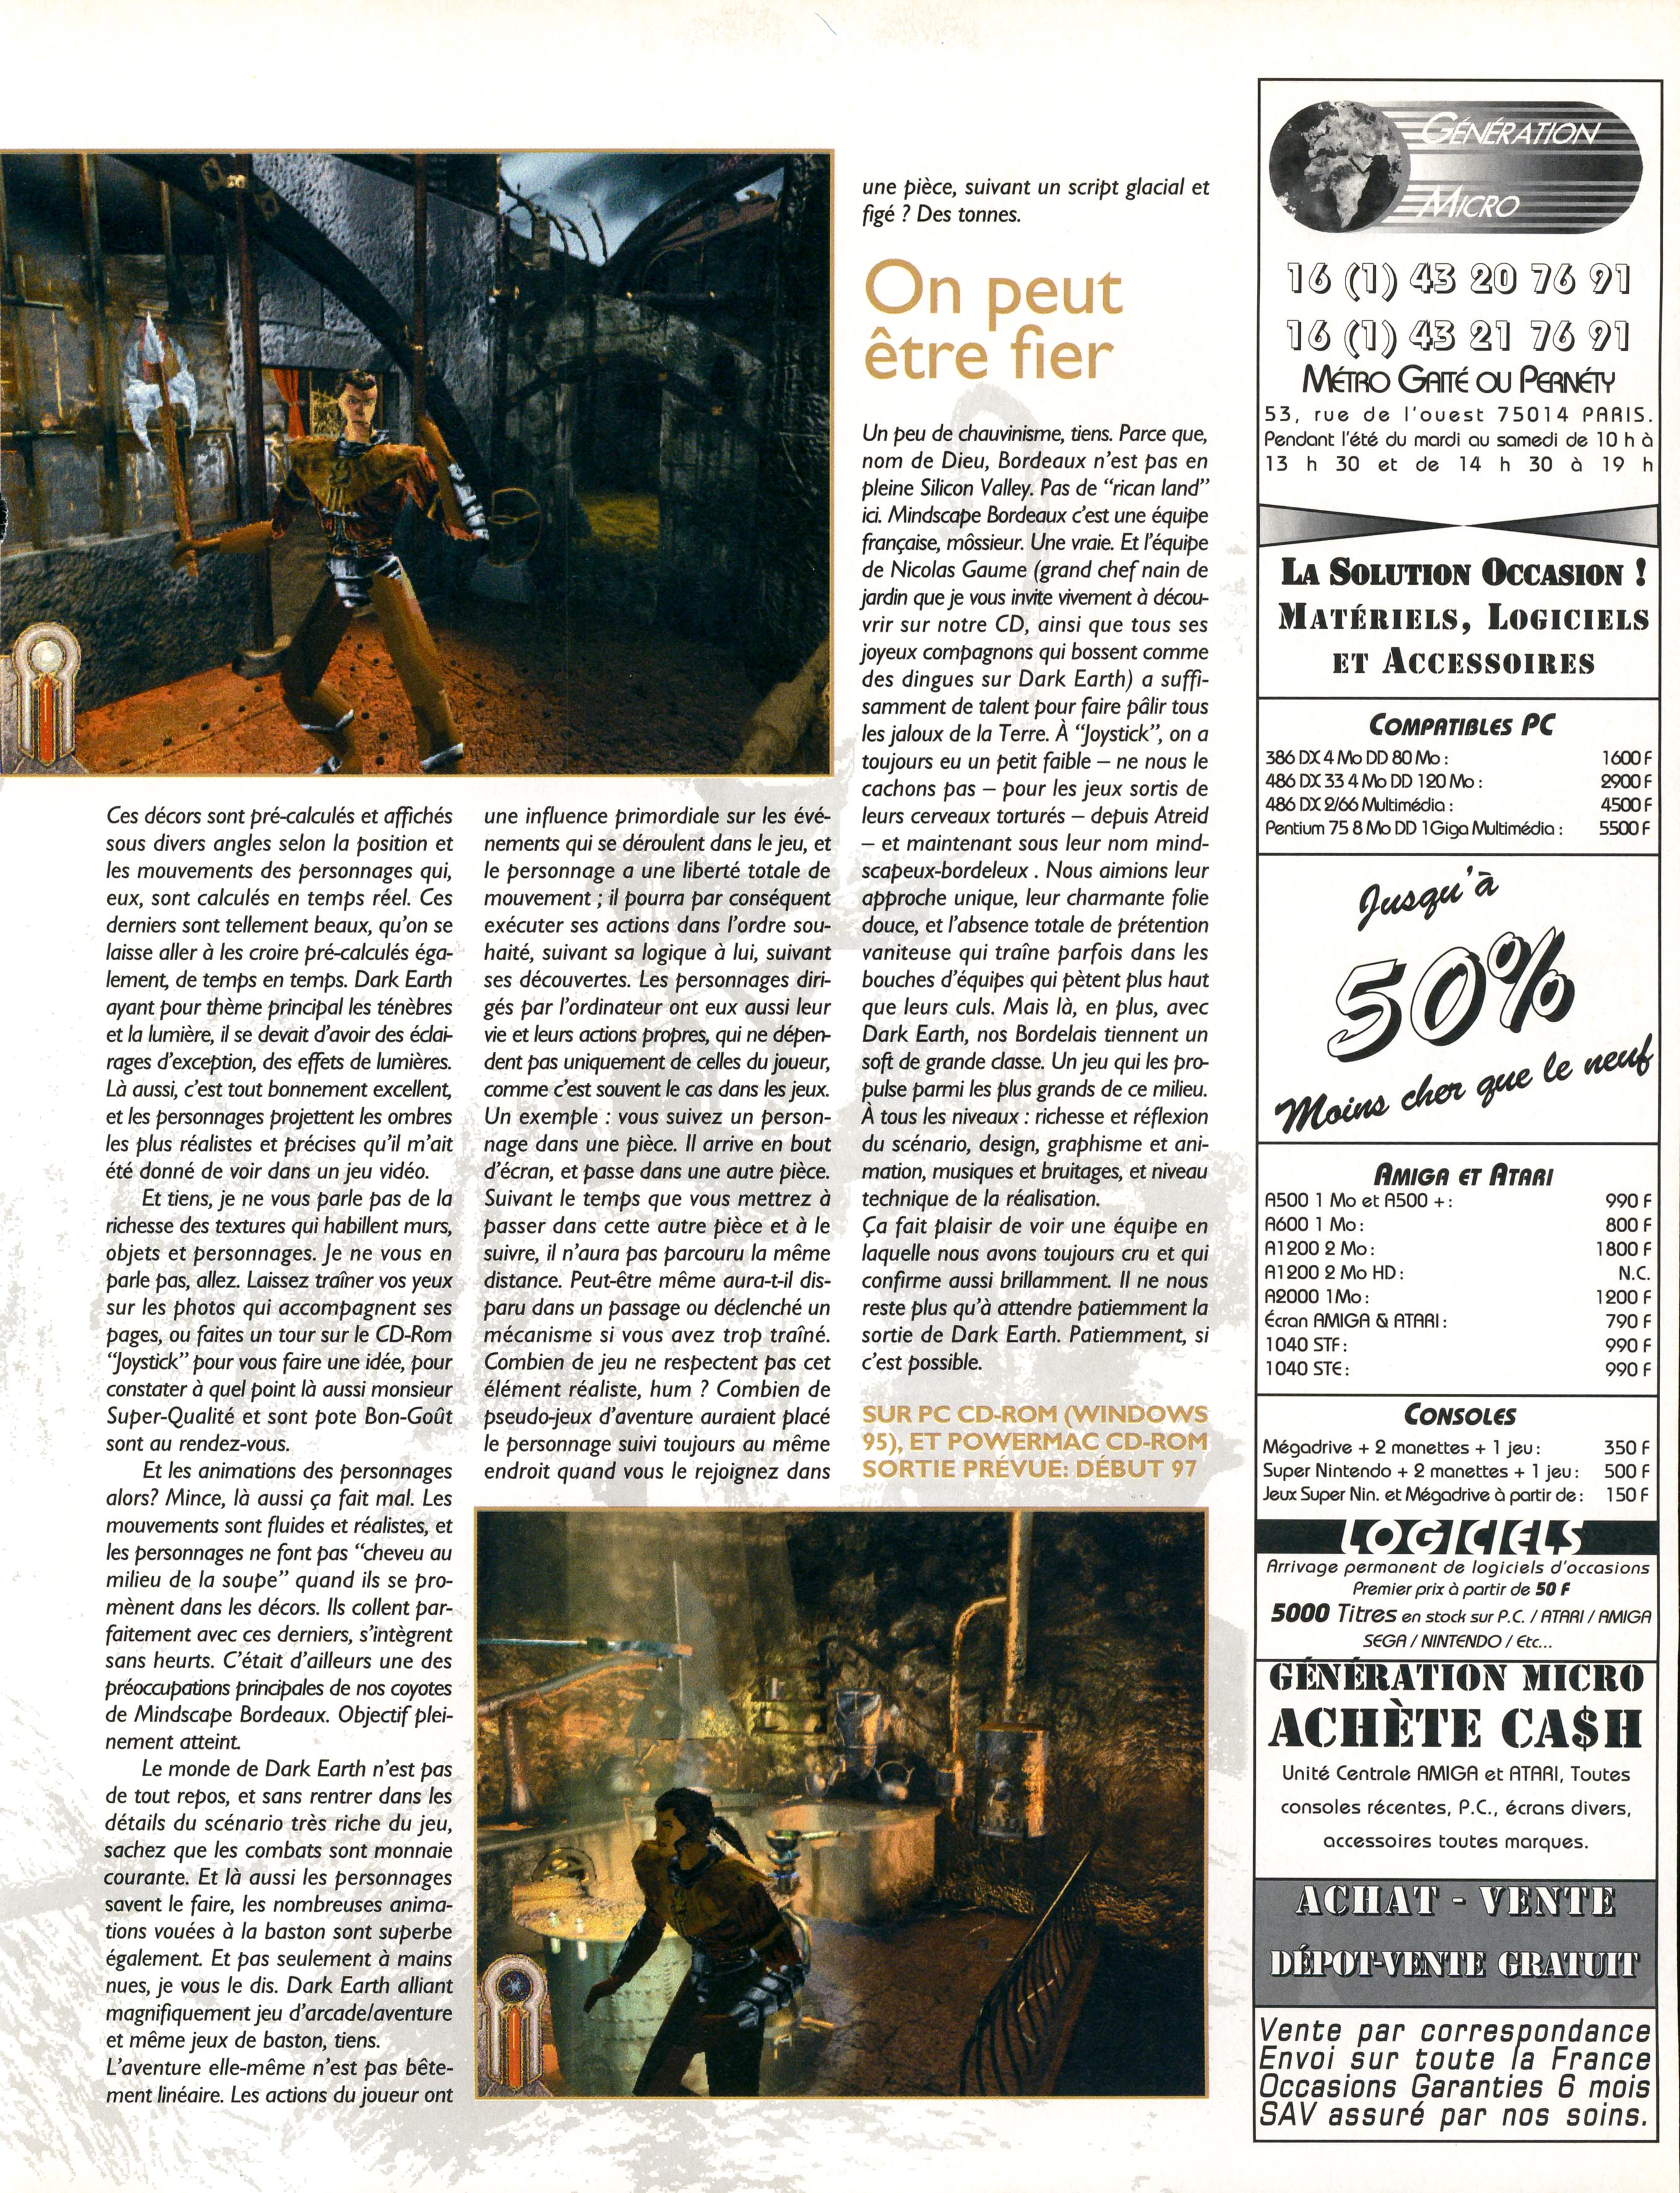 Ces décors sont pré-calculés et affichés
sous divers angles selon la position et
les mouvements des personnages qui,
eux, sont calculés en temps réel. Ces
derniers sont tellement beaux, qu'on se
laisse aller à les croire pré-calculés éga-
lement, de temps en temps. Dark Earth
ayant pour thème principal les ténèbres
et la lumière, il se devait d'avoir des éclai-
rages d'exception, des effets de lumières.
Là aussi, c'est tout bonnement excellent,
et les personnages projettent les ombres
les plus réalistes et précises qu'il m'ait
été donné de voir dans un jeu vidéo.
Et tiens, je ne vous parle pas de la
richesse des textures qui habillent murs,
objets et personnages. Je ne vous en
parle pas, allez. Laissez traîner vos yeux
sur les photos qui accompagnent ses
pages, ou faites un tour sur le CD-Rom
“Joystick” pour vous faire une idée, pour
constater à quel point là aussi monsieur
Super-Qualité et sont pote Bon-Goût
sont au rendez-vous.
Et les animations des personnages
alors? Mince, là aussi ça fait mal. Les
mouvements sont fluides et réalistes, et
les personnages ne font pas “cheveu au
milieu de la soupe” quand ils se pro-
mènent dans les décors. Ils collent par-
faitement avec ces derniers, s'intègrent
sans heurts. C'était d'ailleurs une des
préoccupations principales de nos coyotes
de Mindscape Bordeaux. Objectif plei-
nement atteint.
Le monde de Dark Earth n'est pas
de tout repos, et sans rentrer dans les
détails du scénario très riche du jeu,
sachez que les combats sont monnaie
courante. Et là aussi les personnages
savent le faire, les nombreuses anima-
tions vouées à la baston sont superbe
également. Et pas seulement à mains
nues, je vous le dis. Dark Earth alliant
magnifiquement jeu d'arcade/aventure
et même jeux de baston, tiens.
L'aventure elle-même n'est pas bête-
ment linéaire. Les actions du joueur ont
une influence primordiale sur les évé-
nements qui se déroulent dans le jeu, et
le personnage a une liberté totale de
mouvement ; il pourra par conséquent
exécuter ses actions dans l'ordre sou-
haité, suivant sa logique à lui, suivant
ses découvertes. Les personnages diri-
gés par l'ordinateur ont eux aussi leur
vie et leurs actions propres, qui ne dépen-
dent pas uniquement de celles du joueur,
comme c'est souvent le cas dans les jeux.
Un exemple : vous suivez un person-
nage dans une pièce. Il arrive en bout
d'écran, et passe dans une autre pièce.
Suivant le temps que vous mettrez à
passer dans cette autre pièce et à le
suivre, il n'aura pas parcouru la même
distance. Peut-être même aura-t-il dis-
paru dans un passage ou déclenché un
mécanisme si vous avez trop traîné.
Combien de jeu ne respectent pas cet
élément réaliste, hum ? Combien de
pseudo-jeux d'aventure auraient placé
le personnage suivi toujours au même
endroit quand vous le rejoignez dans
une pièce, suivant un script glacial et
figé ? Des tonnes.
On peut
être fier
Un peu de chauvinisme, tiens. Parce que,
nom de Dieu, Bordeaux n'est pas en
pleine Silicon Valley. Pas de “rican land”
ici. Mindscape Bordeaux c'est une équipe
française, môssieur. Une vraie. Et l'équipe
de Nicolas Gaume (grand chef nain de
jardin que je vous invite vivement à décou-
vrir sur notre CD, ainsi que tous ses
joyeux compagnons qui bossent comme
des dingues sur Dark Earth) a suffi-
samment de talent pour faire pâlir tous
les jaloux de la Terre. À “Joystick”, on a
toujours eu un petit faible – ne nous le
cachons pas – pour les jeux sortis de
leurs cerveaux torturés – depuis Atreid
– et maintenant sous leur nom mind-
scapeux-bordeleux . Nous aimions leur
approche unique, leur charmante folie
douce, et l'absence totale de prétention
vaniteuse qui traîne parfois dans les
bouches d'équipes qui pètent plus haut
que leurs culs. Mais là, en plus, avec
Dark Earth, nos Bordelais tiennent un
soft de grande classe. Un jeu qui les pro-
pulse parmi les plus grands de ce milieu.
À tous les niveaux : richesse et réflexion
du scénario, design, graphisme et ani-
mation, musiques et bruitages, et niveau
technique de la réalisation.
Ça fait plaisir de voir une équipe en
laquelle nous avons toujours cru et qui
confirme aussi brillamment. Il ne nous
reste plus qu'à attendre patiemment la
sortie de Dark Earth. Patiemment, si
c'est possible.
SUR PC CD-ROM (WINDOWS
95), ET POWERMAC CD-ROM
SORTIE PRÉVUE: DÉBUT 97
GÉNÉRATION
MICRO
16 (1) 43 20 76 91
16 (1) 43 21 76 91
MÉTRO GAITÉ OU PERNÉTY
53, rue de l'ouest 75014 PARIS.
Pendant l'été du mardi au samedi de 10 h à
13 h 30 et de 14 h 30 à 19 h
LA SOLUTION OCCASION !
MATÉRIELS, LOGICIELS
ET ACCESSOIRES
COMPATIBLES PC
386 DX 4 Mo DD 80 Mo : 1600 F
486 DX 33 4 Mo DD 120 Mo : 2900 F
486 DX 2/66 Multimédia : 4500 F
Pentium 75 8 Mo DD 1Giga Multimédia : 5500 F
Jusqu'à
50%
Moins cher que le neuf
AMIGA ET ATARI
A500 1 Mo et A500 + : 990 F
A600 1 Mo : 800 F
A1200 2 Mo : 1800 F
A1200 2 Mo HD : N.C.
A2000 1Mo : 1200 F
Écran AMIGA & ATARI : 790 F
1040 STF : 990 F
1040 STE : 990 F
CONSOLES
Mégadrive + 2 manettes + 1 jeu : 350 F
Super Nintendo + 2 manettes + 1 jeu : 500 F
Jeux Super Nin. et Mégadrive à partir de : 150 F
LOGICIELS
Arrivage permanent de logiciels d'occasions
Premier prix à partir de 50 F
5000 Titres en stock sur P.C. / ATARI / AMIGA
SEGA / NINTENDO / Etc...
GÉNÉRATION MICRO
ACHÈTE CA$H
Unité Centrale AMIGA et ATARI, Toutes
consoles récentes, P.C., écrans divers,
accessoires toutes marques.
ACHAT - VENTE
DÉPOT-VENTE GRATUIT
Vente par correspondance
Envoi sur toute la France
Occasions Garanties 6 mois
SAV assuré par nos soins.